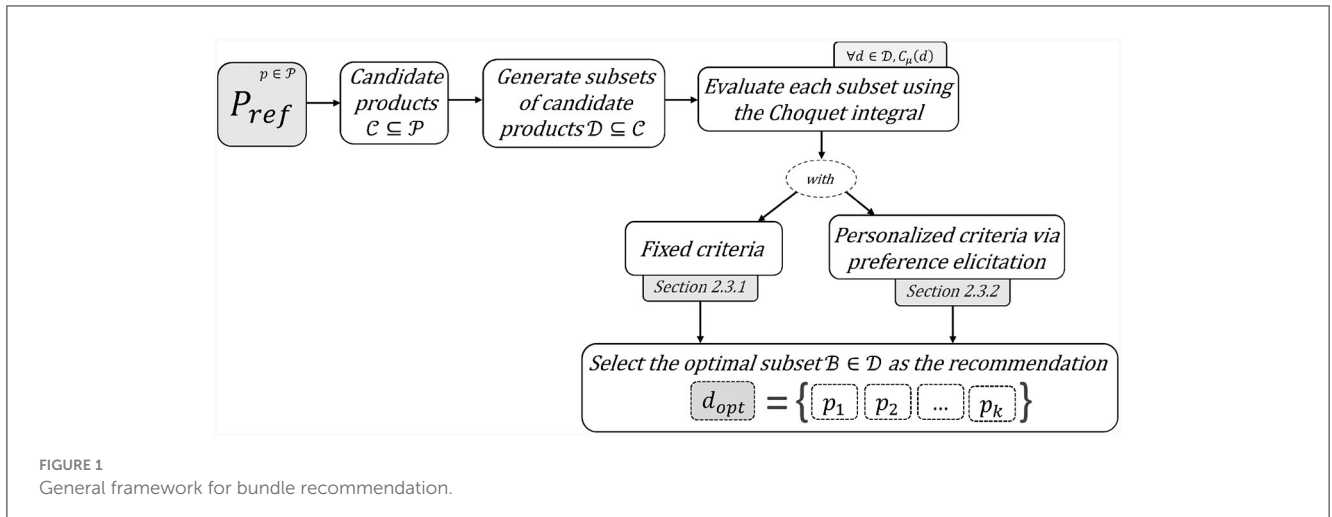 p ∈ 𝒫
P_ref
Candidate
products
𝒞 ⊆ 𝒫
Generate subsets
of candidate
products 𝒟 ⊆ 𝒞
∀d ∈ 𝒟, C_μ(d)
Evaluate each subset using
the Choquet integral
with
Fixed criteria
Section 2.3.1
Personalized criteria via
preference elicitation
Section 2.3.2
Select the optimal subset ℬ ∈ 𝒟 as the recommendation
d_opt = { p_1 p_2 ... p_k }
FIGURE 1
General framework for bundle recommendation.